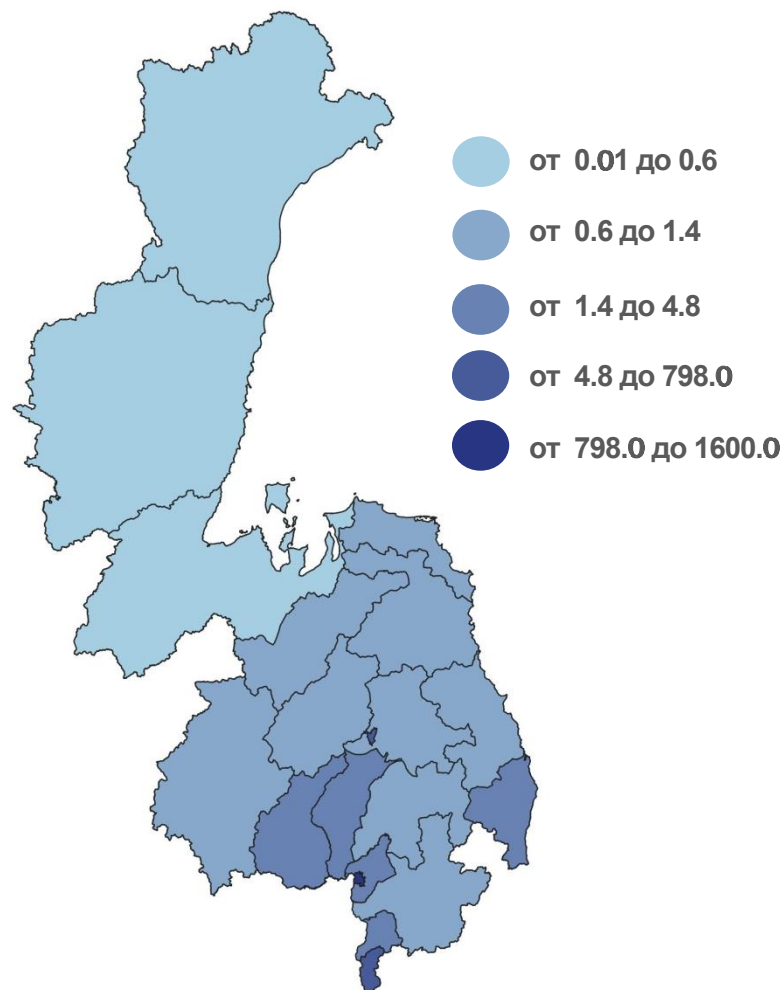 от 0.01 до 0.6
от 0.6 до 1.4
от 1.4 до 4.8
от 4.8 до 798.0
от 798.0 до 1600.0